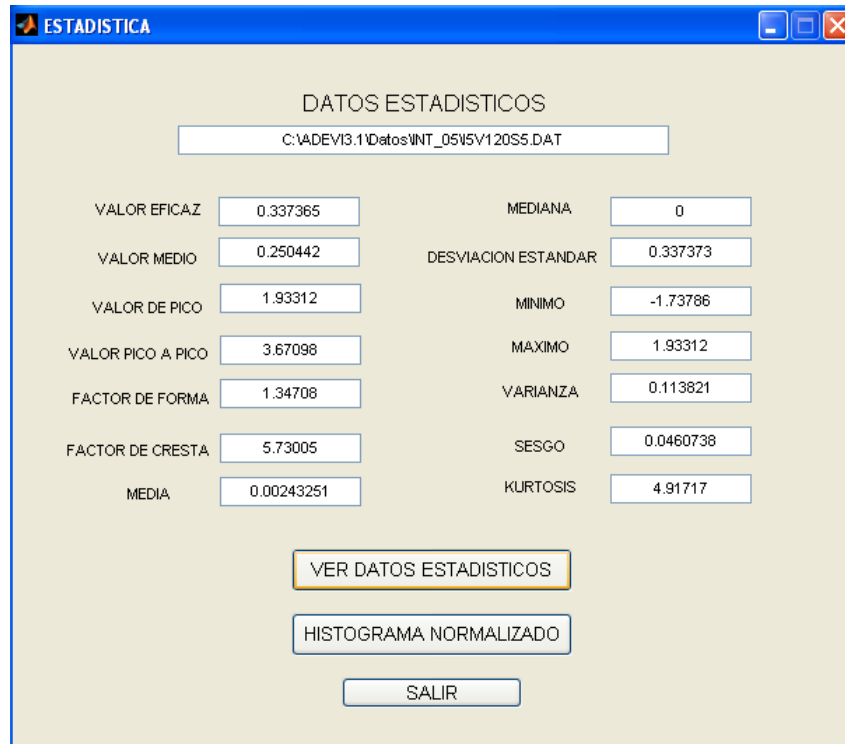 ESTADISTICA
DATOS ESTADISTICOS
C:\ADEVI3.1\Datos\INT_05\I5V120S5.DAT
VALOR EFICAZ 0.337365
VALOR MEDIO 0.250442
VALOR DE PICO 1.93312
VALOR PICO A PICO 3.67098
FACTOR DE FORMA 1.34708
FACTOR DE CRESTA 5.73005
MEDIA 0.00243251
MEDIANA 0
DESVIACION ESTANDAR 0.337373
MINIMO -1.73786
MAXIMO 1.93312
VARIANZA 0.113821
SESGO 0.0460738
KURTOSIS 4.91717
VER DATOS ESTADISTICOS
HISTOGRAMA NORMALIZADO
SALIR